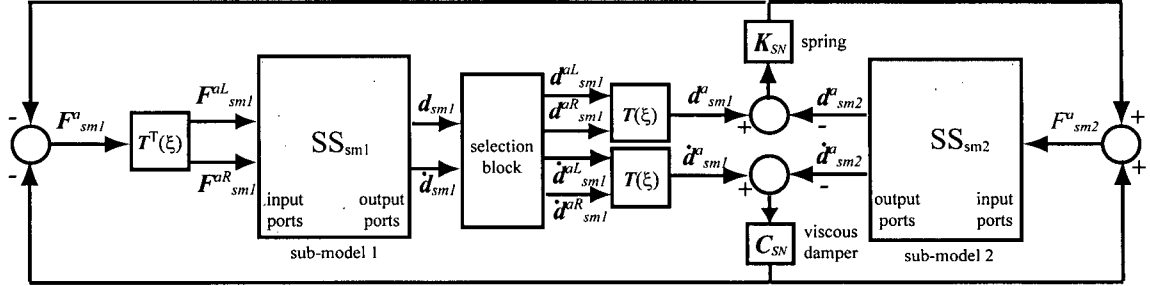 K_SN spring
- F^a_sm1 T^T(ξ) F^aL_sm1 F^aR_sm1
-
SS_sm1
input ports output ports
sub-model 1
d_sm1
ḋ_sm1
selection block
d^aL_sm1
d^aR_sm1
ḋ^aL_sm1
ḋ^aR_sm1
T(ξ)
T(ξ)
d^a_sm1 + - d^a_sm2
ḋ^a_sm1 + - ḋ^a_sm2
C_SN viscous damper
SS_sm2
output ports input ports
sub-model 2
F^a_sm2 +
+